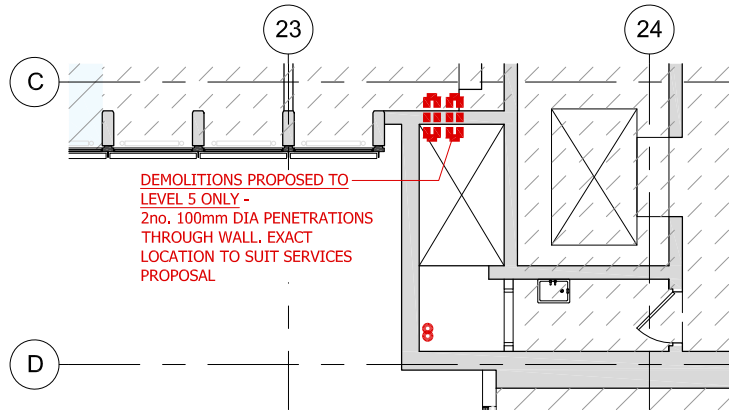 23
24
C
DEMOLITIONS PROPOSED TO
LEVEL 5 ONLY -
2no. 100mm DIA PENETRATIONS
THROUGH WALL. EXACT
LOCATION TO SUIT SERVICES
PROPOSAL
D